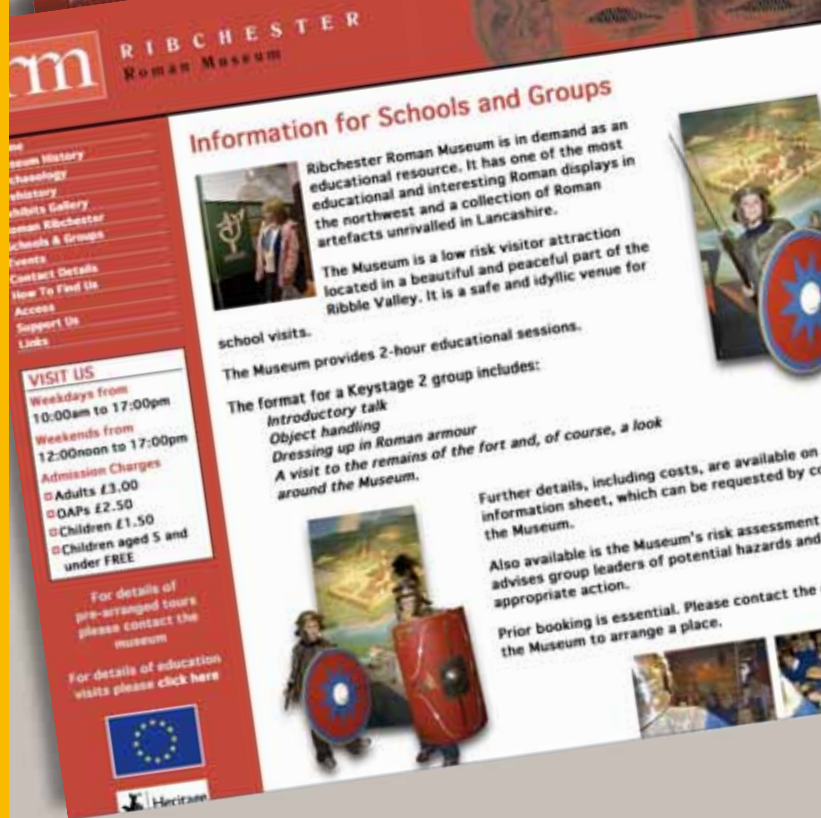 rm
RIBCHESTER
Roman Museum
Museum History
Archaeology
Prehistory
Exhibits Gallery
Roman Ribchester
Schools & Groups
Events
Contact Details
How To Find Us
Access
Support Us
Links
VISIT US
Weekdays from
10:00am to 17:00pm
Weekends from
12:00noon to 17:00pm
Admission Charges
Adults £3.00
OAPs £2.50
Children £1.50
Children aged 5 and
under FREE
For details of
pre-arranged tours
please contact the
museum
For details of education
visits please click here
Heritage
Information for Schools and Groups
Ribchester Roman Museum is in demand as an
educational resource. It has one of the most
educational and interesting Roman displays in
the northwest and a collection of Roman
artefacts unrivalled in Lancashire.
The Museum is a low risk visitor attraction
located in a beautiful and peaceful part of the
Ribble Valley. It is a safe and idyllic venue for
school visits.
The Museum provides 2-hour educational sessions.
The format for a Keystage 2 group includes:
Introductory talk
Object handling
Dressing up in Roman armour
A visit to the remains of the fort and, of course, a look
around the Museum.
Further details, including costs, are available on
information sheet, which can be requested by
the Museum.
Also available is the Museum's risk assessment
advises group leaders of potential hazards and
appropriate action.
Prior booking is essential. Please contact the
the Museum to arrange a place.